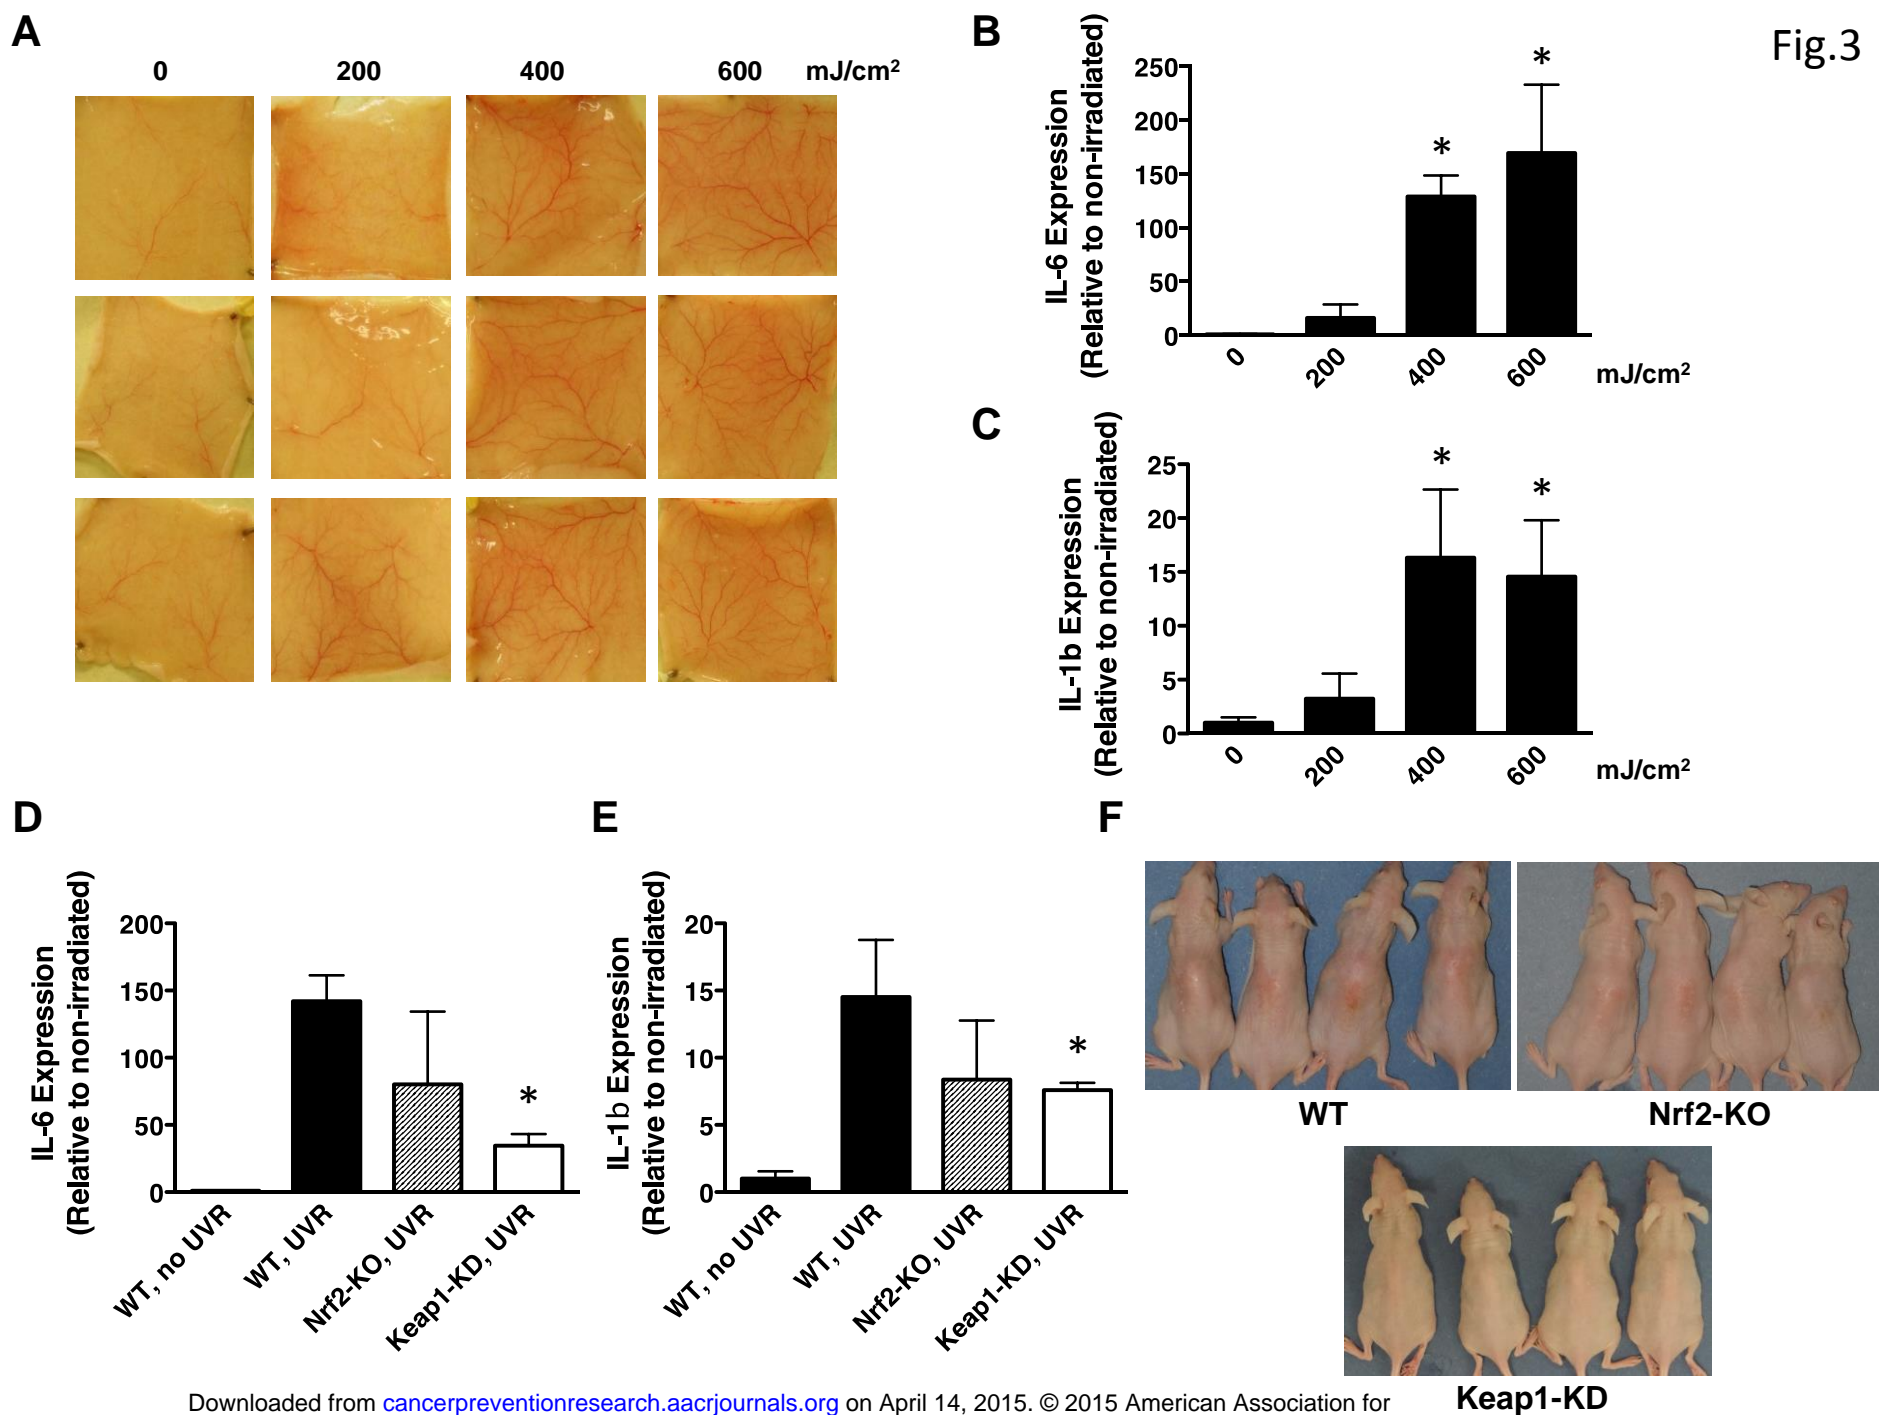 Fig.3
A
0 200 400 600 mJ/cm2
B
IL-6 Expression
(Relative to non-irradiated)
250
200
150
100
50
0
* *
0 200 400 600 mJ/cm2
C
IL-1b Expression
(Relative to non-irradiated)
25
20
15
10
5
0
* *
0 200 400 600 mJ/cm2
D
IL-6 Expression
(Relative to non-irradiated)
200
150
100
50
0
*
WT, no UVR
WT, UVR
Nrf2-KO, UVR
Keap1-KD, UVR
E
IL-1b Expression
(Relative to non-irradiated)
20
15
10
5
0
*
WT, no UVR
WT, UVR
Nrf2-KO, UVR
Keap1-KD, UVR
F
WT
Nrf2-KO
Keap1-KD
Downloaded from cancerpreventionresearch.aacrjournals.org on April 14, 2015. © 2015 American Association for